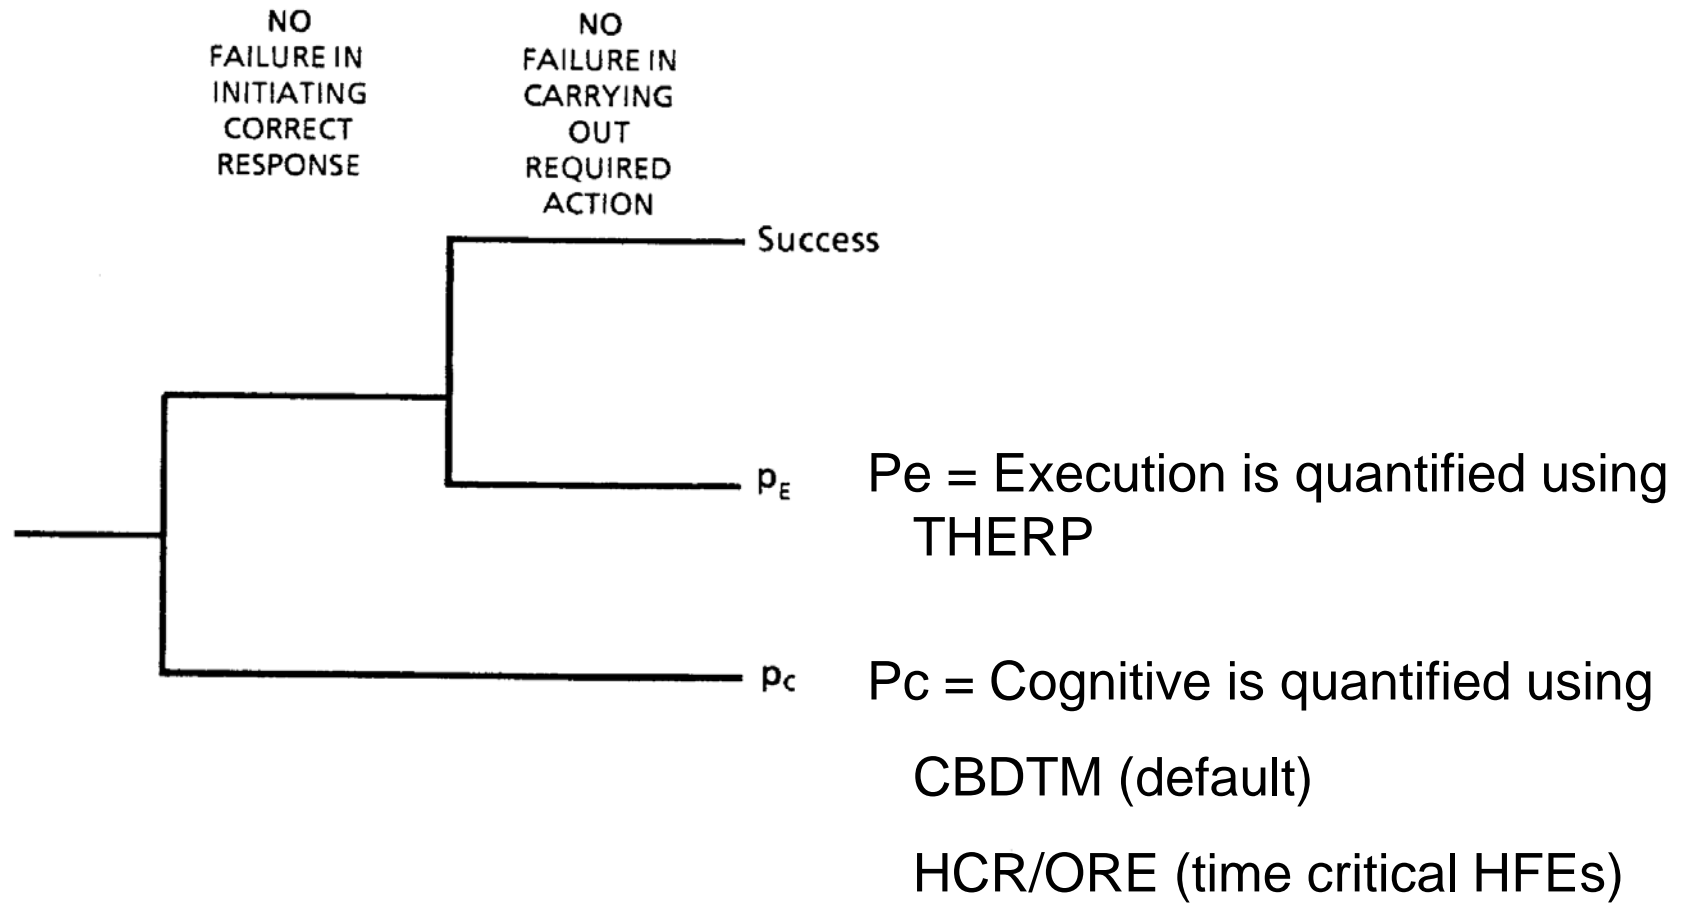 NO
FAILURE IN
INITIATING
CORRECT
RESPONSE
NO
FAILURE IN
CARRYING
OUT
REQUIRED
ACTION
Success
pE
Pe = Execution is quantified using
THERP
pc
Pc = Cognitive is quantified using
CBDTM (default)
HCR/ORE (time critical HFEs)